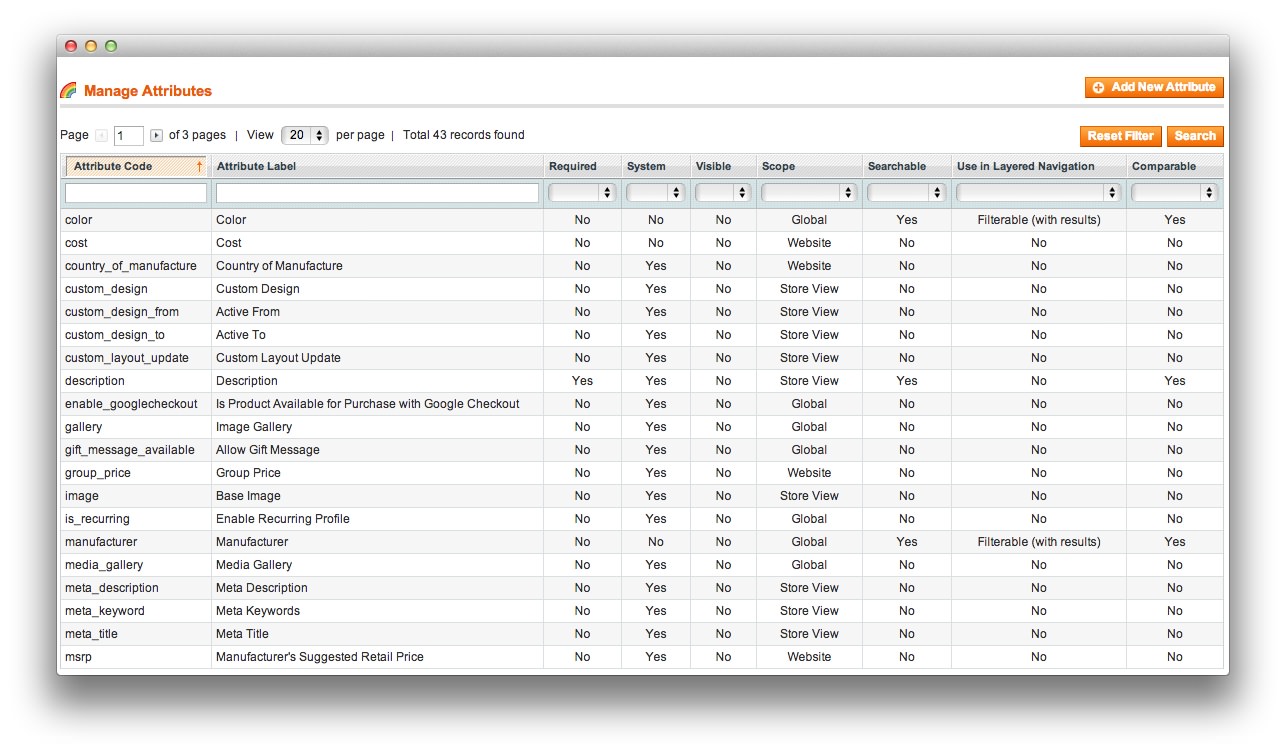 Manage Attributes
Add New Attribute
Page 1 of 3 pages | View 20 per page | Total 43 records found
Reset Filter Search
Attribute Code ↑ Attribute Label Required System Visible Scope Searchable Use in Layered Navigation Comparable
color Color No No No Global Yes Filterable (with results) Yes
cost Cost No No No Website No No No
country_of_manufacture Country of Manufacture No Yes No Website No No No
custom_design Custom Design No Yes No Store View No No No
custom_design_from Active From No Yes No Store View No No No
custom_design_to Active To No Yes No Store View No No No
custom_layout_update Custom Layout Update No Yes No Store View No No No
description Description Yes Yes No Store View Yes No Yes
enable_googlecheckout Is Product Available for Purchase with Google Checkout No Yes No Global No No No
gallery Image Gallery No Yes No Global No No No
gift_message_available Allow Gift Message No Yes No Global No No No
group_price Group Price No Yes No Website No No No
image Base Image No Yes No Store View No No No
is_recurring Enable Recurring Profile No Yes No Global No No No
manufacturer Manufacturer No No No Global Yes Filterable (with results) Yes
media_gallery Media Gallery No Yes No Global No No No
meta_description Meta Description No Yes No Store View No No No
meta_keyword Meta Keywords No Yes No Store View No No No
meta_title Meta Title No Yes No Store View No No No
msrp Manufacturer's Suggested Retail Price No Yes No Website No No No